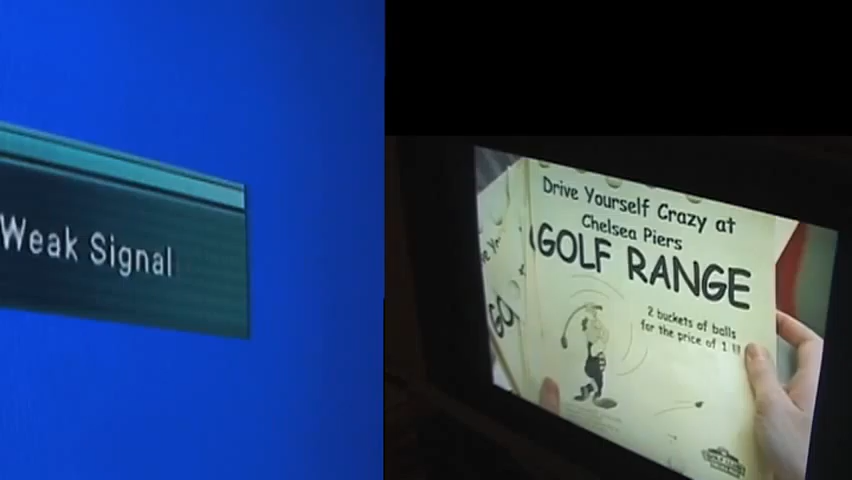 Weak Signal
Drive Yourself Crazy at
Chelsea Piers
GOLF RANGE
2 buckets of balls
for the price of 1 !!!
GO